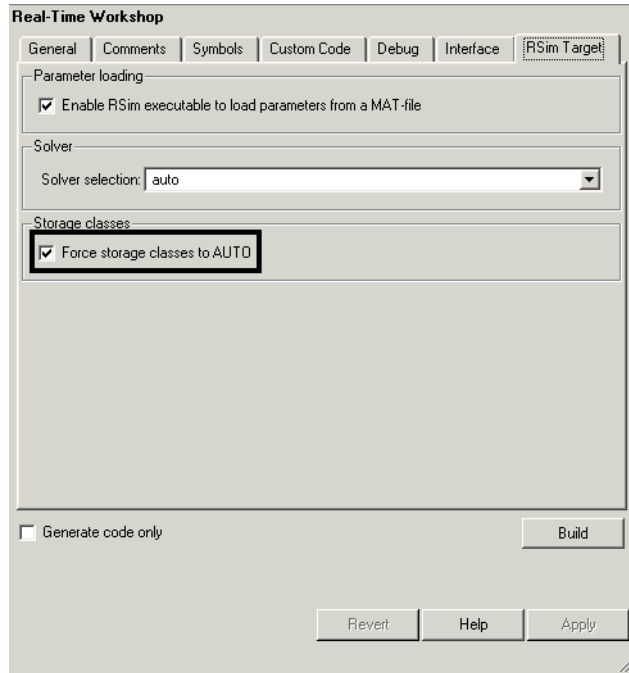 Real-Time Workshop
General Comments Symbols Custom Code Debug Interface RSim Target
Parameter loading
Enable RSim executable to load parameters from a MAT-file
Solver
Solver selection: auto
Storage classes
Force storage classes to AUTO
Generate code only Build
Revert Help Apply